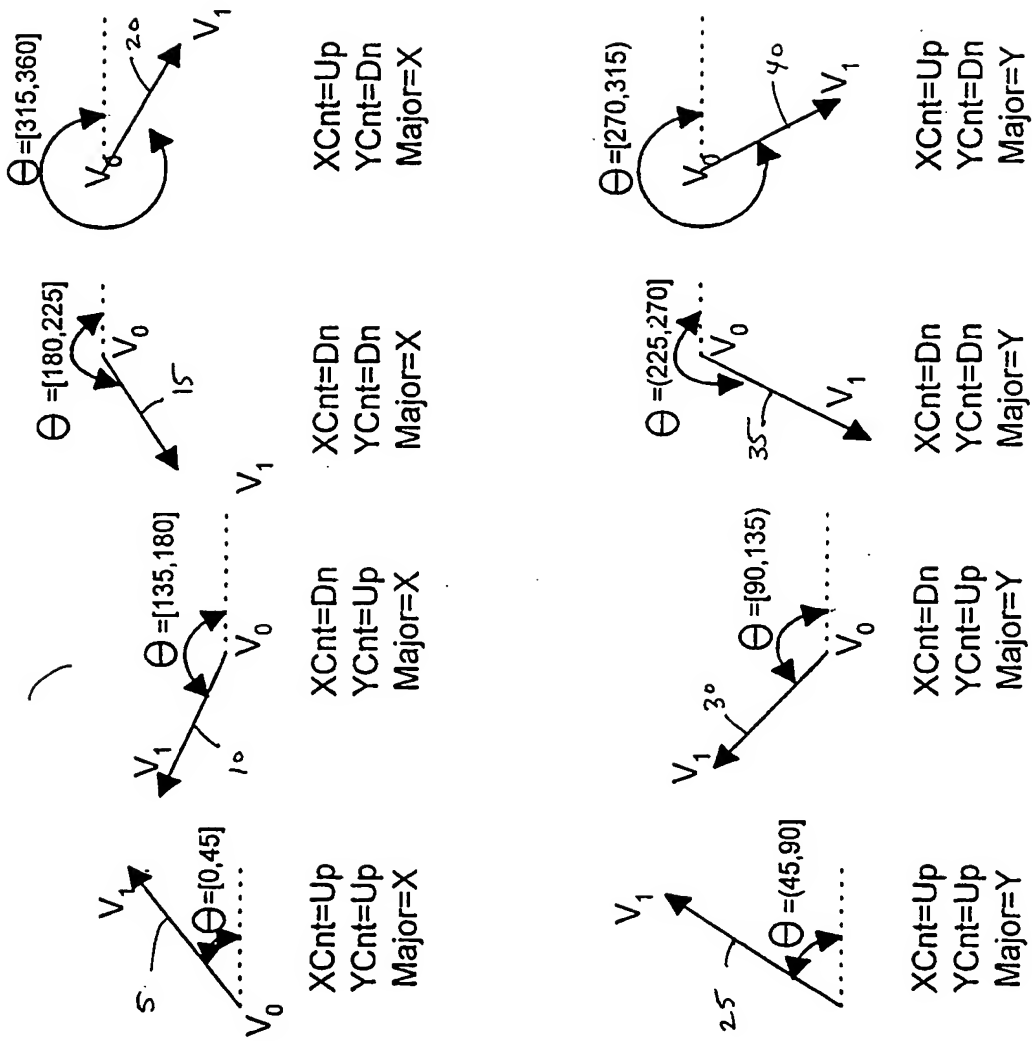 V1
5
Θ=[0,45]
V0
XCnt=Up
YCnt=Up
Major=X
V1
10
Θ=[135,180]
V0
XCnt=Dn
YCnt=Up
Major=X
Θ=[180,225]
V0
15
V1
XCnt=Dn
YCnt=Dn
Major=X
Θ=[315,360]
V0
20
V1
XCnt=Up
YCnt=Dn
Major=X
V1
25
Θ=(45,90]
XCnt=Up
YCnt=Up
Major=Y
V1
30
Θ=[90,135)
V0
XCnt=Dn
YCnt=Up
Major=Y
Θ=(225,270]
V0
35
V1
XCnt=Dn
YCnt=Dn
Major=Y
Θ=[270,315)
V0
40
V1
XCnt=Up
YCnt=Dn
Major=Y